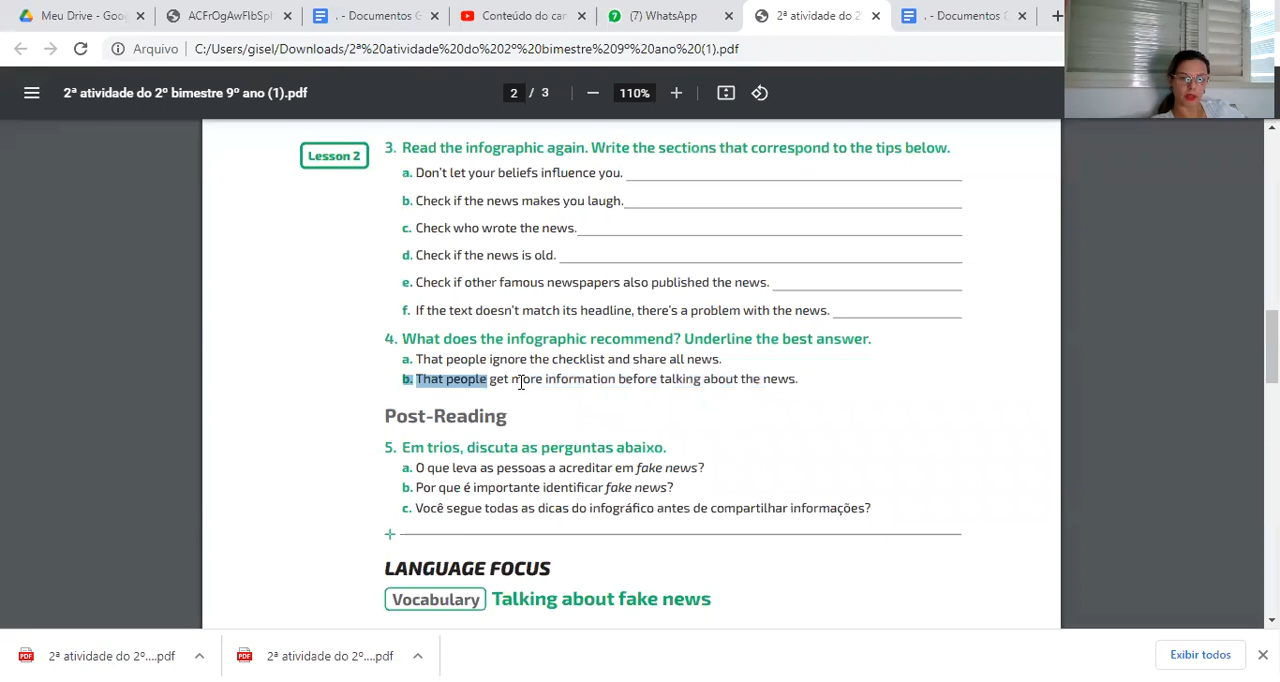 Meu Drive - Goo
ACFrOgAwFIbSpl
. - Documentos G
Conteúdo do can
(7) WhatsApp
2ª atividade do 2
. - Documentos G
Arquivo
C:/Users/gisel/Downloads/2ª%20atividade%20do%202º%20bimestre%209º%20ano%20(1).pdf
2ª atividade do 2º bimestre 9º ano (1).pdf
2 / 3
110%
Lesson 2
3. Read the infographic again. Write the sections that correspond to the tips below.
a. Don't let your beliefs influence you.
b. Check if the news makes you laugh.
c. Check who wrote the news.
d. Check if the news is old.
e. Check if other famous newspapers also published the news.
f. If the text doesn't match its headline, there's a problem with the news.
4. What does the infographic recommend? Underline the best answer.
a. That people ignore the checklist and share all news.
b. That people get more information before talking about the news.
Post-Reading
5. Em trios, discuta as perguntas abaixo.
a. O que leva as pessoas a acreditar em fake news?
b. Por que é importante identificar fake news?
c. Você segue todas as dicas do infográfico antes de compartilhar informações?
LANGUAGE FOCUS
Vocabulary Talking about fake news
2ª atividade do 2º....pdf
2ª atividade do 2º....pdf
Exibir todos